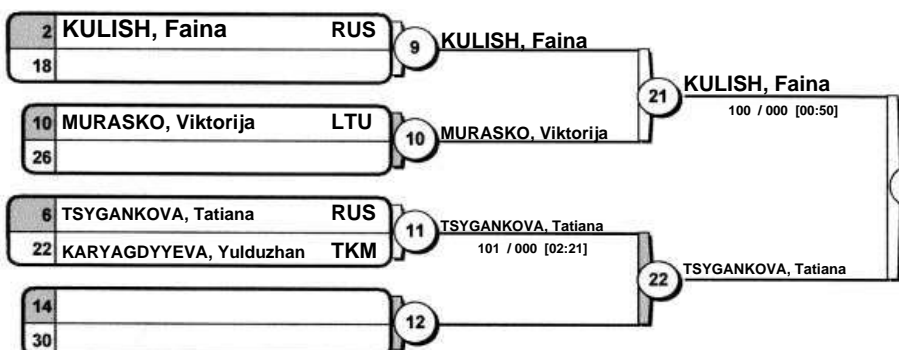 2 KULISH, Faina RUS
18
9
KULISH, Faina
10 MURASKO, Viktorija LTU
26
10
MURASKO, Viktorija
21
KULISH, Faina
100 / 000 [00:50]
6 TSYGANKOVA, Tatiana RUS
22 KARYAGDYYEVA, Yulduzhan TKM
11
TSYGANKOVA, Tatiana
101 / 000 [02:21]
14
30
12
22
TSYGANKOVA, Tatiana